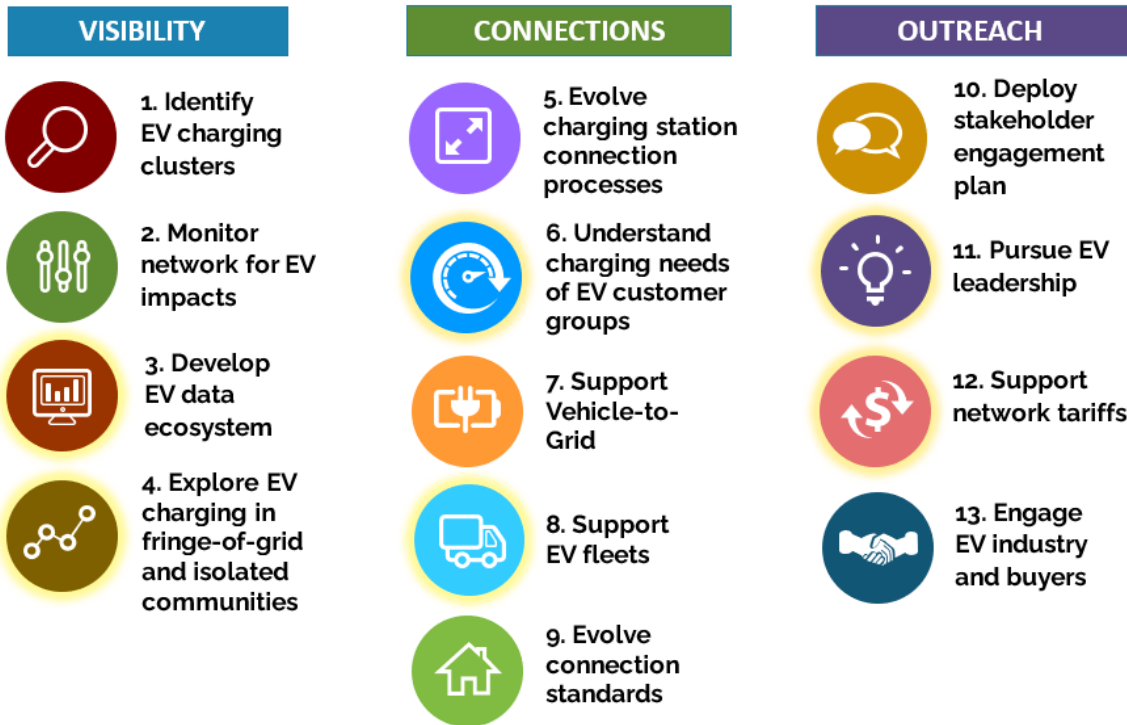 VISIBILITY
1. Identify
EV charging
clusters
2. Monitor
network for EV
impacts
3. Develop
EV data
ecosystem
4. Explore EV
charging in
fringe-of-grid
and isolated
communities
CONNECTIONS
5. Evolve
charging station
connection
processes
6. Understand
charging needs
of EV customer
groups
7. Support
Vehicle-to-
Grid
8. Support
EV fleets
9. Evolve
connection
standards
OUTREACH
10. Deploy
stakeholder
engagement
plan
11. Pursue EV
leadership
$
12. Support
network tariffs
13. Engage
EV industry
and buyers